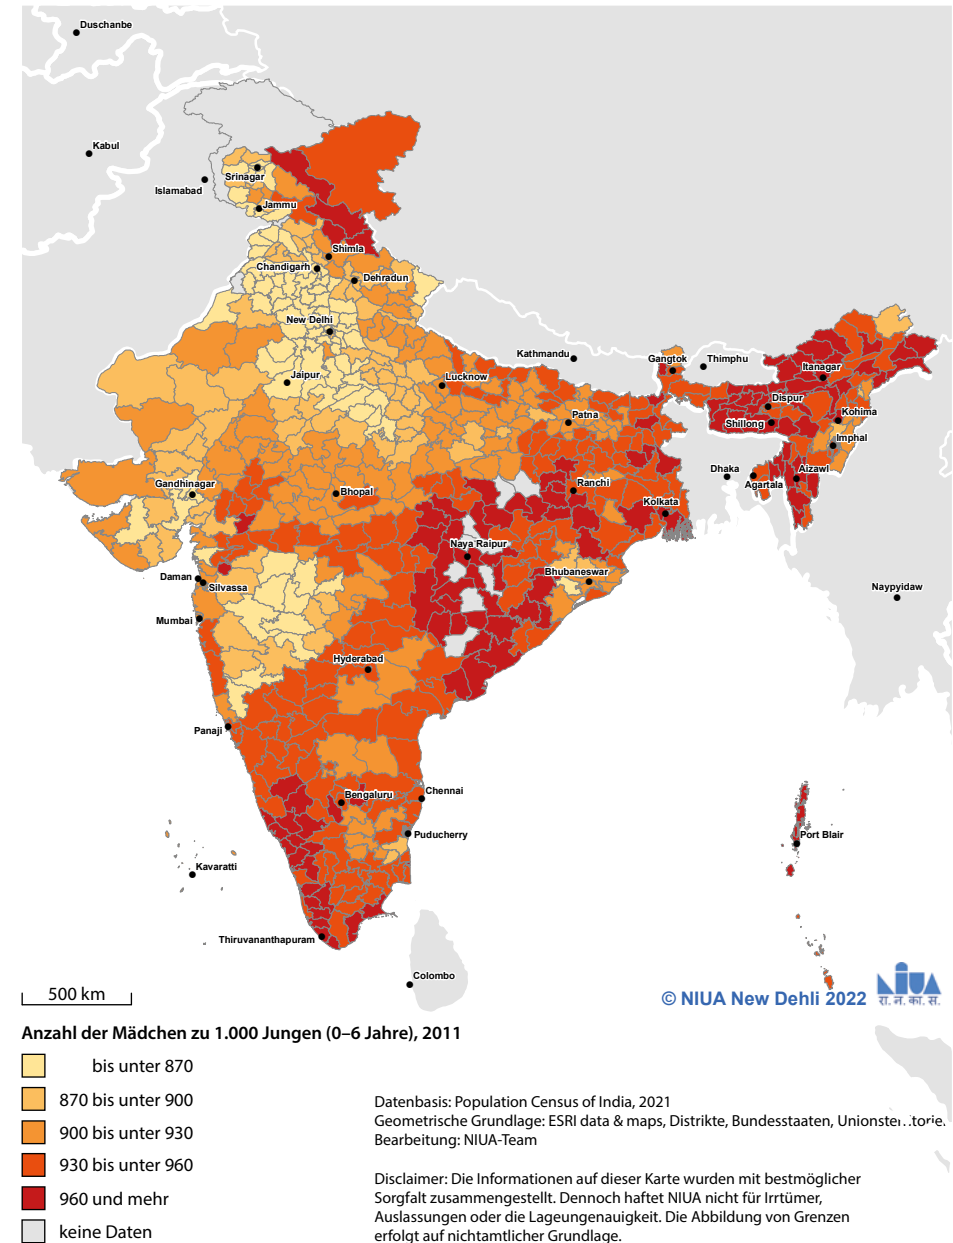 Duschanbe
Kabul
Islamabad
Srinagar
Jammu
Shimla
Chandigarh
Dehradun
New Delhi
Jaipur
Lucknow
Kathmandu
Gangtok
Thimphu
Itanagar
Dispur
Shillong
Kohima
Imphal
Patna
Gandhinagar
Bhopal
Ranchi
Dhaka
Agartala
Aizawl
Kolkata
Naya Raipur
Daman
Silvassa
Bhubaneswar
Mumbai
Naypyidaw
Hyderabad
Panaji
Bengaluru
Chennai
Puducherry
Port Blair
Kavaratti
Thiruvananthapuram
Colombo
500 km
© NIUA New Dehli 2022
NIUA
रा. न. का. स.
Anzahl der Mädchen zu 1.000 Jungen (0–6 Jahre), 2011
bis unter 870
870 bis unter 900
900 bis unter 930
930 bis unter 960
960 und mehr
keine Daten
Datenbasis: Population Census of India, 2021
Geometrische Grundlage: ESRI data & maps, Distrikte, Bundesstaaten,
Bearbeitung: NIUA-Team
Disclaimer: Die Informationen auf dieser Karte wurden mit bestmöglicher
Sorgfalt zusammengestellt. Dennoch haftet NIUA nicht für Irrtümer,
Auslassungen oder die Lageungenauigkeit. Die Abbildung von Grenzen
erfolgt auf nichtamtlicher Grundlage.